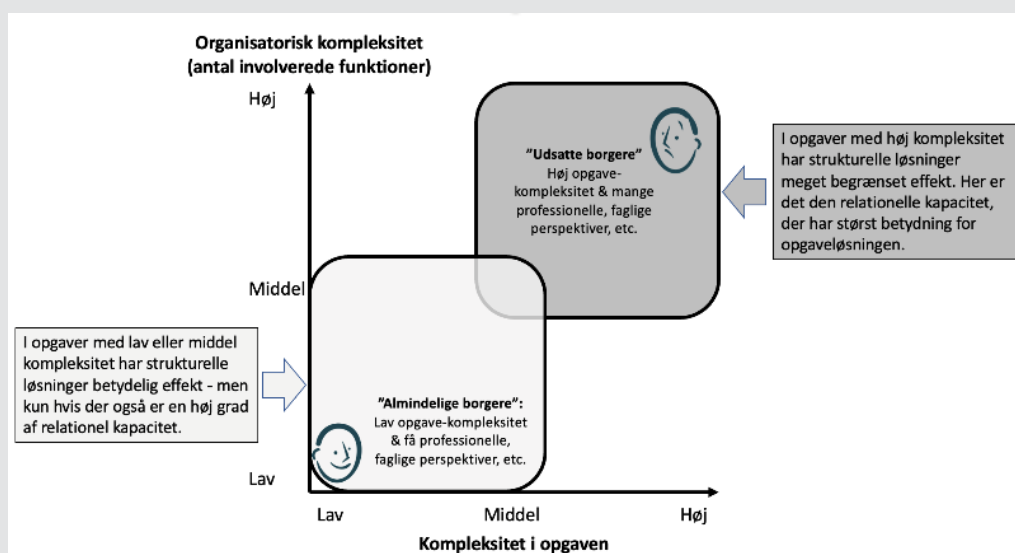 Organisatorisk kompleksitet
(antal involverede funktioner)
Høj
"Udsatte borgere"
Høj opgave-
kompleksitet & mange
professionelle, faglige
perspektiver, etc.
I opgaver med høj kompleksitet
har strukturelle løsninger
meget begrænset effekt. Her er
det den relationelle kapacitet,
der har størst betydning for
opgaveløsningen.
Middel
I opgaver med lav eller middel
kompleksitet har strukturelle
løsninger betydelig effekt - men
kun hvis der også er en høj grad
af relationel kapacitet.
"Almindelige borgere":
Lav opgave-kompleksitet
& få professionelle,
faglige perspektiver, etc.
Lav
Lav
Middel
Høj
Kompleksitet i opgaven